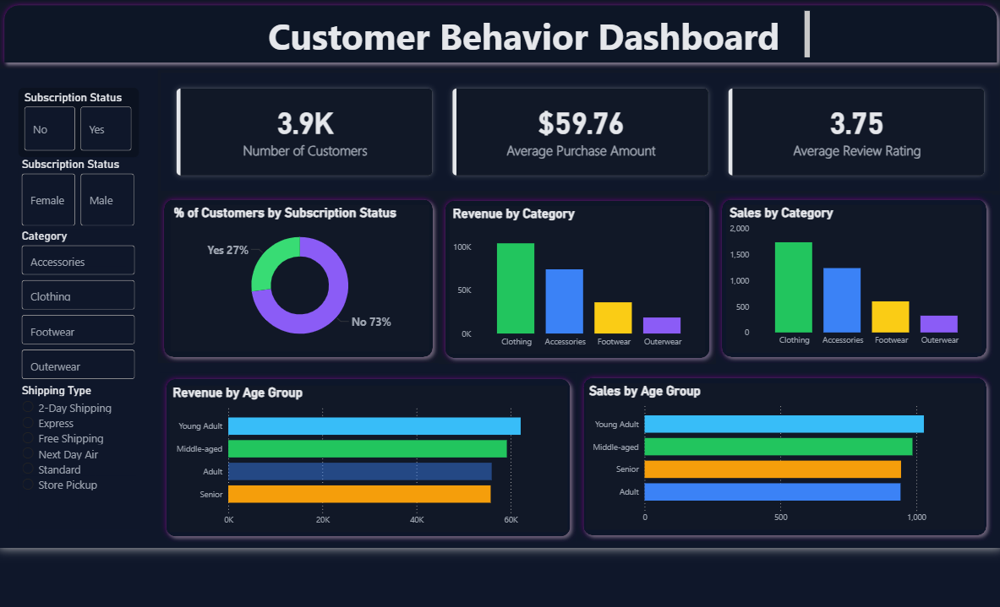 Customer Behavior Dashboard
Subscription Status
No Yes
Subscription Status
Female Male
Category
Accessories
Clothing
Footwear
Outerwear
Shipping Type
2-Day Shipping
Express
Free Shipping
Next Day Air
Standard
Store Pickup
3.9K
Number of Customers
$59.76
Average Purchase Amount
3.75
Average Review Rating
% of Customers by Subscription Status
Yes 27%
No 73%
Revenue by Category
100K
50K
0K
Clothing Accessories Footwear Outerwear
Sales by Category
2,000
1,500
1,000
500
0
Clothing Accessories Footwear Outerwear
Revenue by Age Group
Young Adult
Middle-aged
Adult
Senior
0K 20K 40K 60K
Sales by Age Group
Young Adult
Middle-aged
Senior
Adult
0 500 1,000